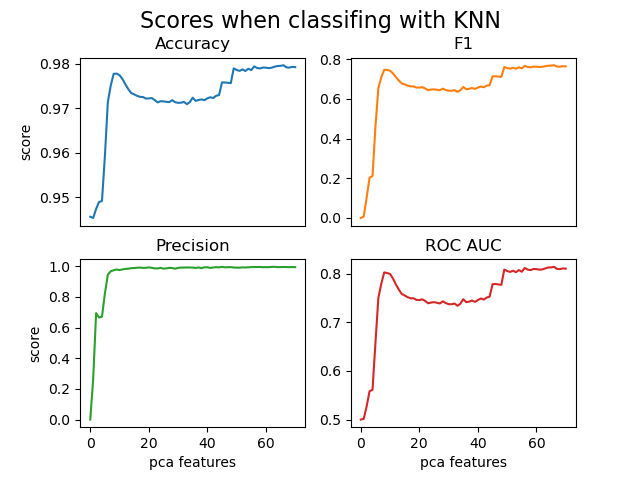 Scores when classifing with KNN
Accuracy
F1
0.98
0.97
0.96
0.95
score
0.8
0.6
0.4
0.2
0.0
Precision
ROC AUC
1.0
0.8
0.6
0.4
0.2
0.0
score
0 20 40 60
pca features
0.8
0.7
0.6
0.5
0 20 40 60
pca features